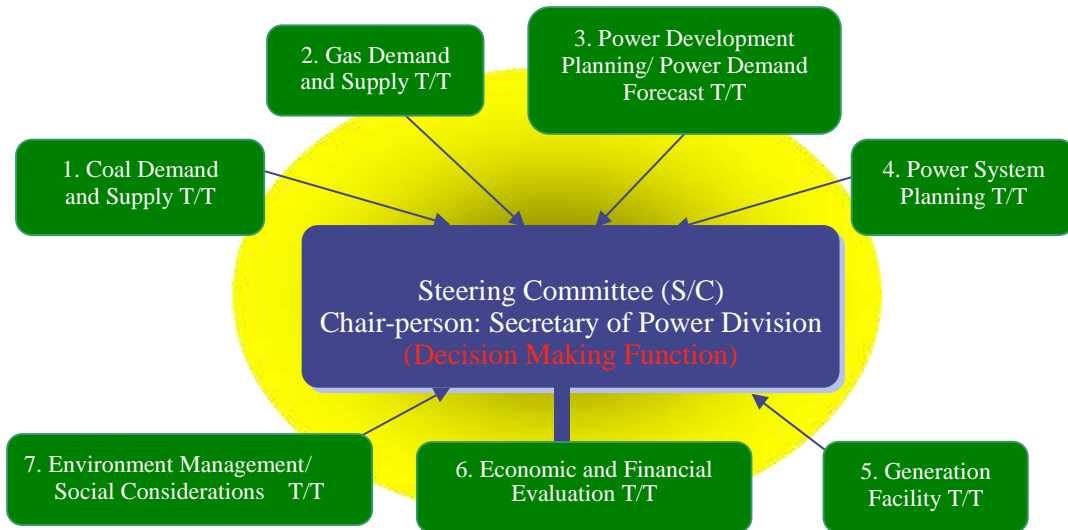 1. Coal Demand
and Supply T/T
2. Gas Demand
and Supply T/T
3. Power Development
Planning/ Power Demand
Forecast T/T
4. Power System
Planning T/T
Steering Committee (S/C)
Chair-person: Secretary of Power Division
(Decision Making Function)
7. Environment Management/
Social Considerations T/T
6. Economic and Financial
Evaluation T/T
5. Generation
Facility T/T